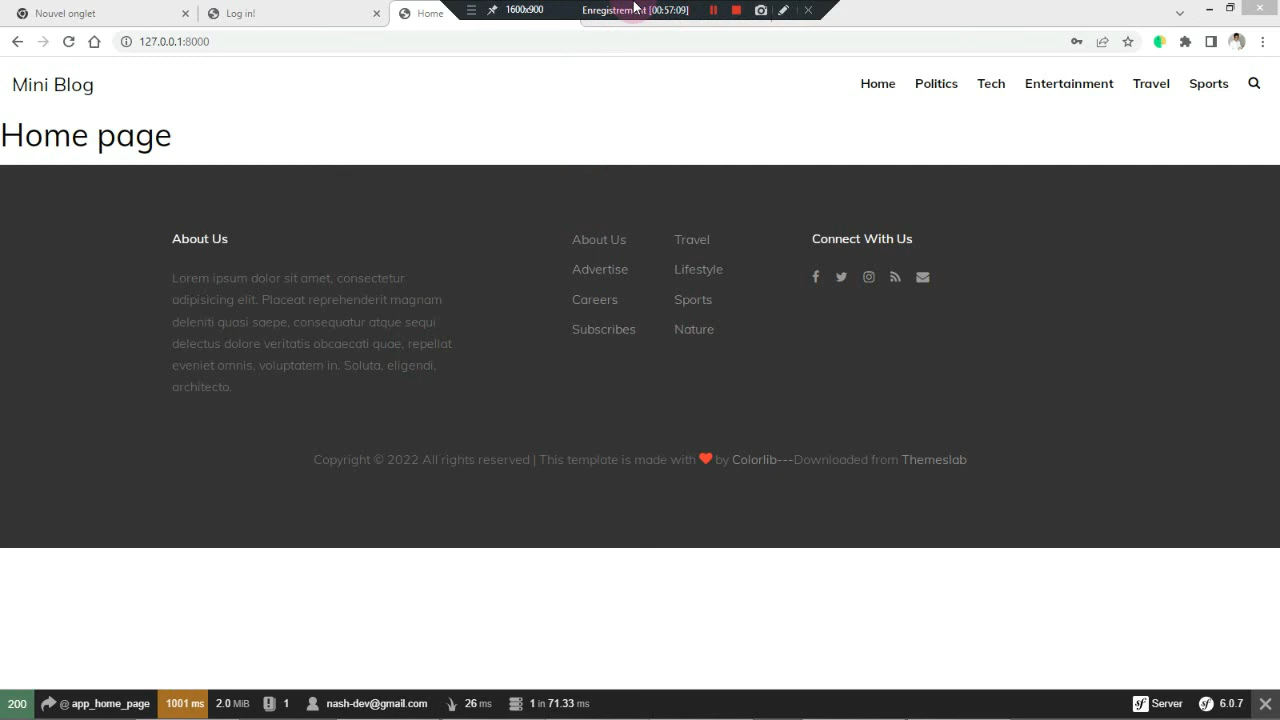 Nouvel onglet
Log in!
Home
1600x900
Enregistrement [00:57:09]
127.0.0.1:8000
Mini Blog
Home
Politics
Tech
Entertainment
Travel
Sports
Home page
About Us
Lorem ipsum dolor sit amet, consectetur
adipisicing elit. Placeat reprehenderit magnam
deleniti quasi saepe, consequatur atque sequi
delectus dolore veritatis obcaecati quae, repellat
eveniet omnis, voluptatem in. Soluta, eligendi,
architecto.
About Us
Advertise
Careers
Subscribes
Travel
Lifestyle
Sports
Nature
Connect With Us
Copyright © 2022 All rights reserved | This template is made with ❤ by Colorlib---Downloaded from Themeslab
200
@ app_home_page
1001 ms
2.0 MiB
1
nash-dev@gmail.com
26 ms
1 in 71.33 ms
Server
6.0.7